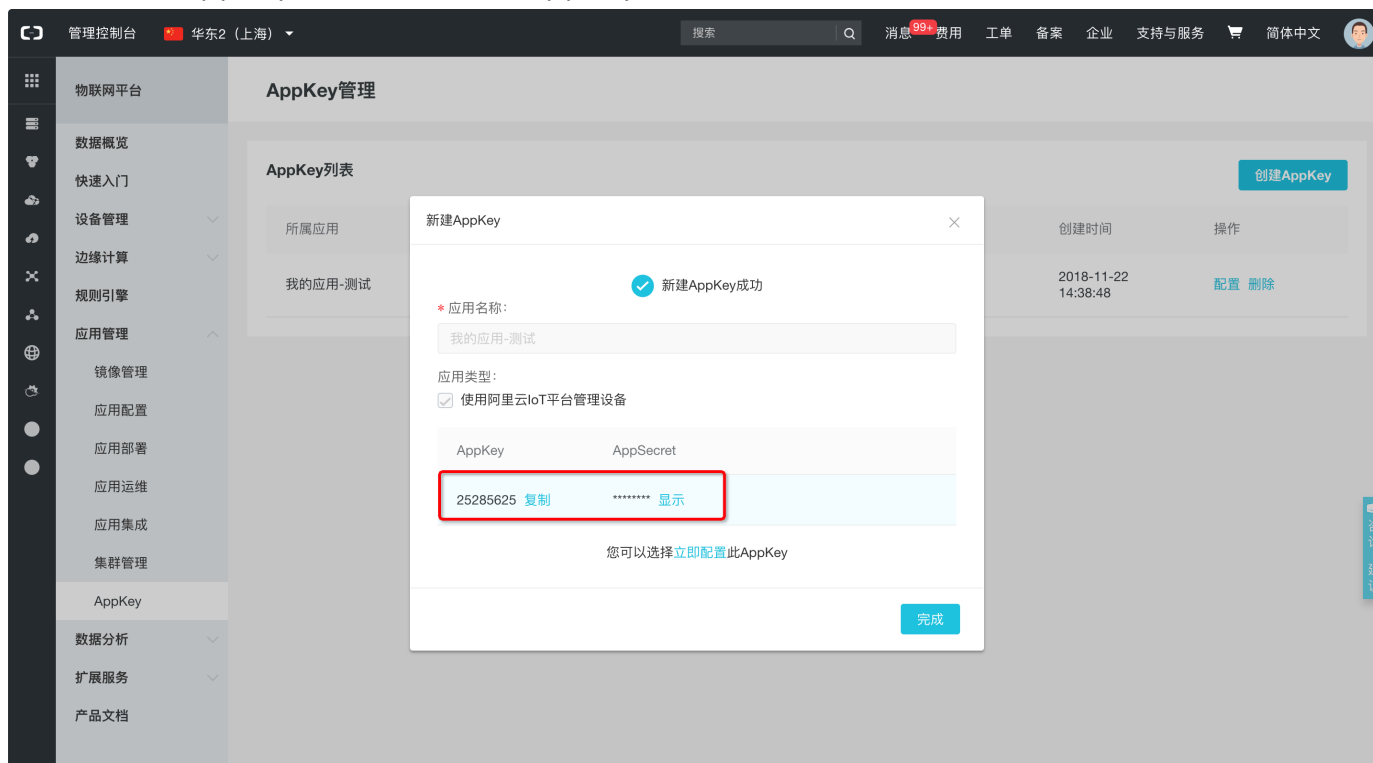 管理控制台 华东2（上海） 搜索 消息 99+ 费用 工单 备案 企业 支持与服务 简体中文
物联网平台
数据概览
快速入门
设备管理
边缘计算
规则引擎
应用管理
镜像管理
应用配置
应用部署
应用运维
应用集成
集群管理
AppKey
数据分析
扩展服务
产品文档
AppKey管理
AppKey列表
创建AppKey
所属应用 创建时间 操作
我的应用-测试 2018-11-22
14:38:48 配置 删除
新建AppKey
新建AppKey成功
* 应用名称:
我的应用-测试
应用类型:
使用阿里云IoT平台管理设备
AppKey AppSecret
25285625 复制 ******** 显示
您可以选择立即配置此AppKey
完成